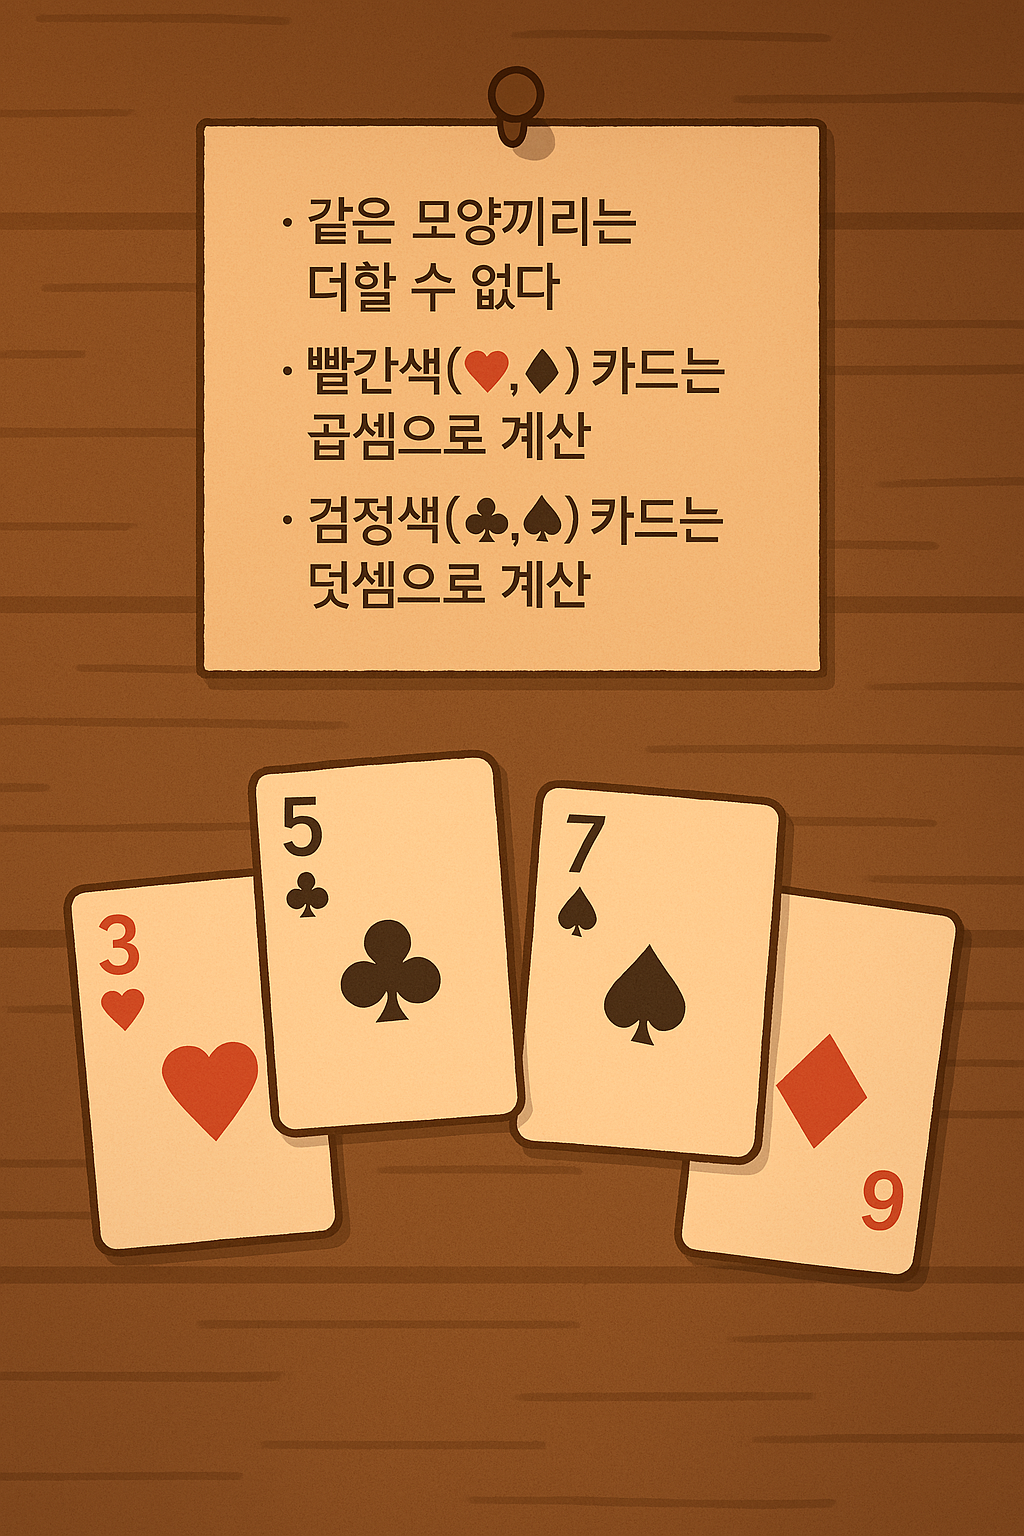 · 같은 모양끼리는
더할 수 없다
· 빨간색(♥,♦) 카드는
곱셈으로 계산
· 검정색(♣,♠) 카드는
덧셈으로 계산
3
5
7
9